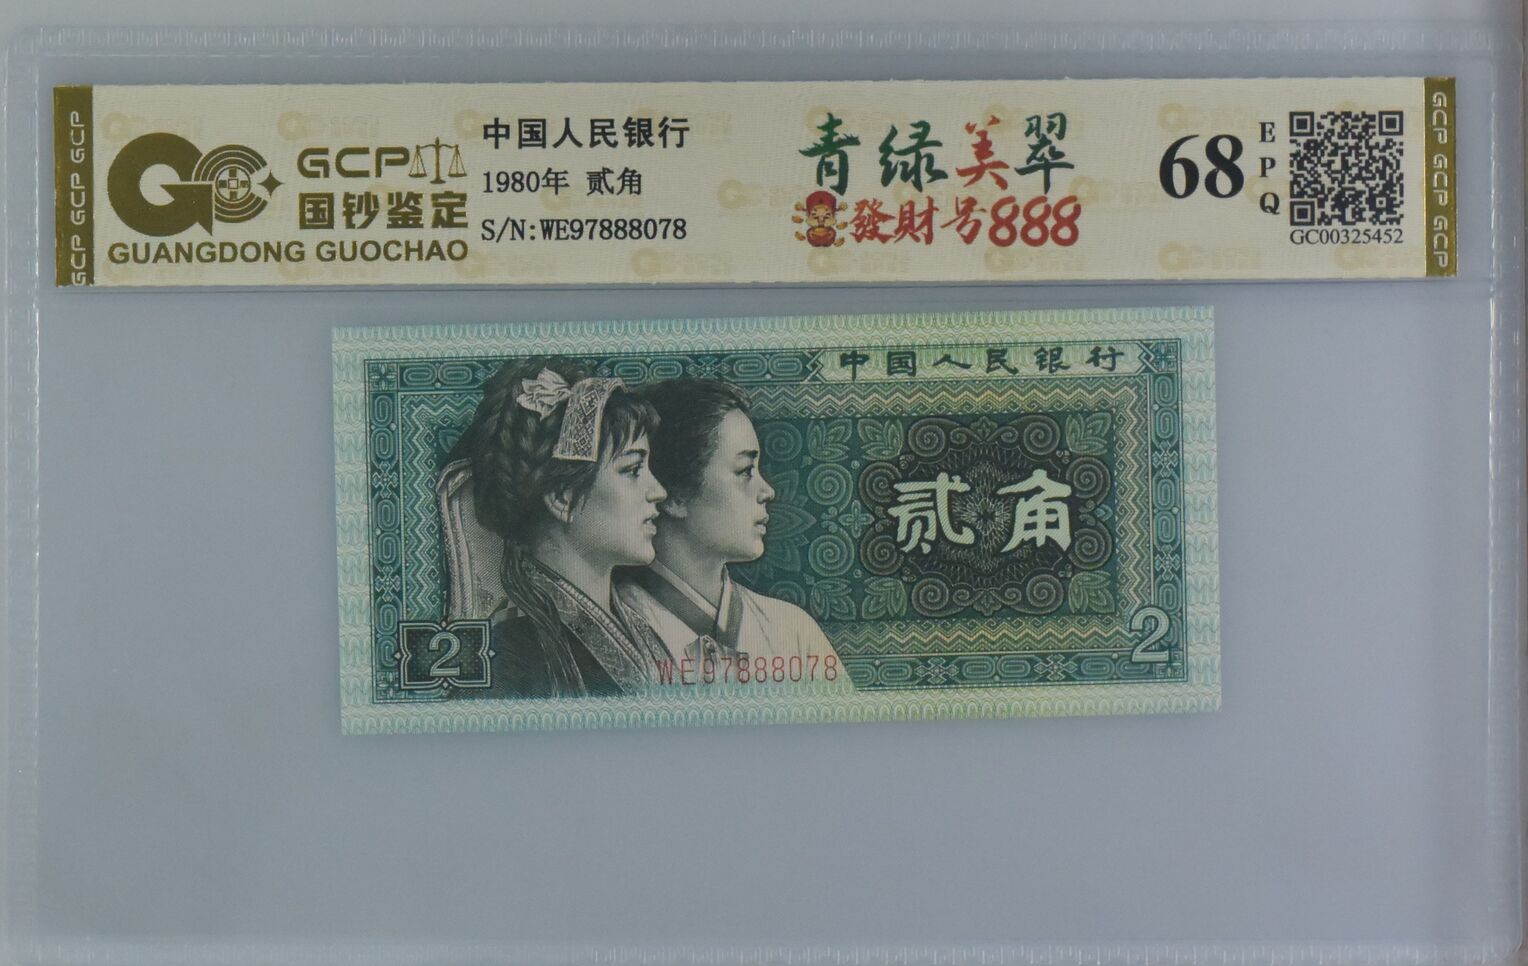 GCP GCP GCP
GCP
国钞鉴定
GUANGDONG GUOCHAO
中国人民银行
1980年 贰角
S/N:WE97888078
青绿美翠
發財号888
68
EPQ
GC00325452
GCP GCP GCP
中国人民银行
贰角
2
2
WE97888078